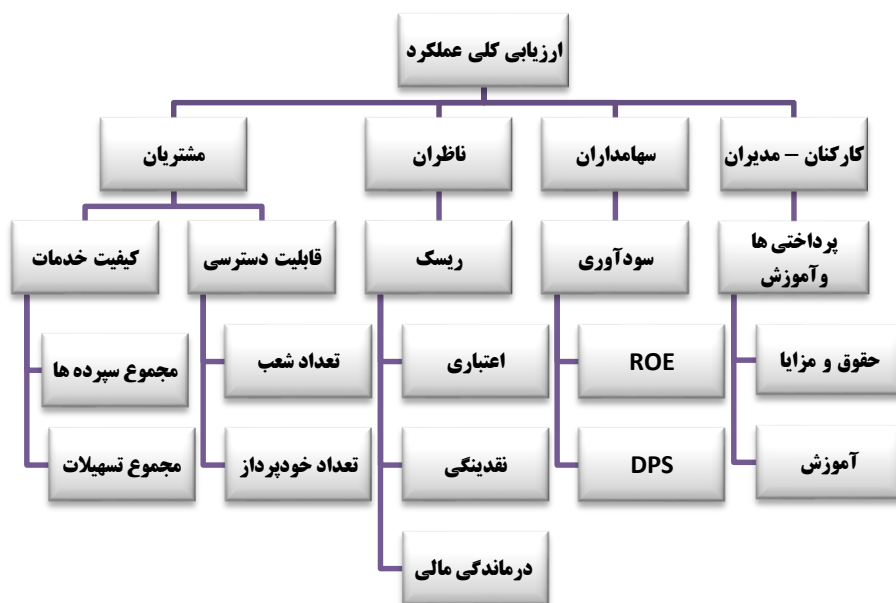 ارزیابی کلی عملکرد
کارکنان – مدیران
سهامداران
ناظران
مشتریان
پرداختی ها
وآموزش
سودآوری
ریسک
قابلیت دسترسی
کیفیت خدمات
حقوق و مزایا
ROE
اعتباری
تعداد شعب
مجموع سپرده ها
آموزش
DPS
نقدینگی
تعداد خودپرداز
مجموع تسهیلات
درماندگی مالی